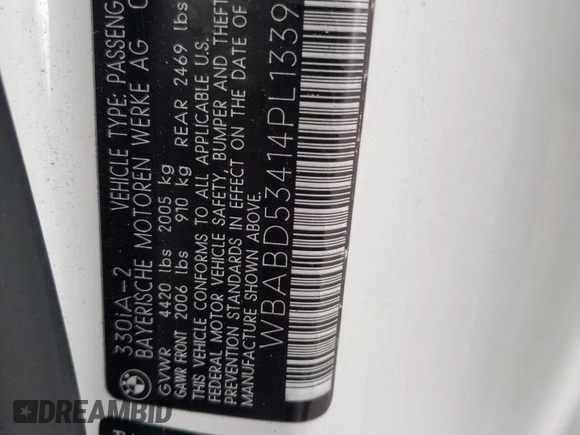 330iA-2 VEHICLE TYPE: PASSENG
BAYERISCHE MOTOREN WERKE AG
GVWR 4420 lbs 2005 kg
GAWR FRONT 2006 lbs 910 kg REAR 2469 lbs
THIS VEHICLE CONFORMS TO ALL APPLICABLE U.S.
FEDERAL MOTOR VEHICLE SAFETY, BUMPER AND THEFT
PREVENTION STANDARDS IN EFFECT ON THE DATE OF
MANUFACTURE SHOWN ABOVE.
WBABD53414PL1339
DREAMBID